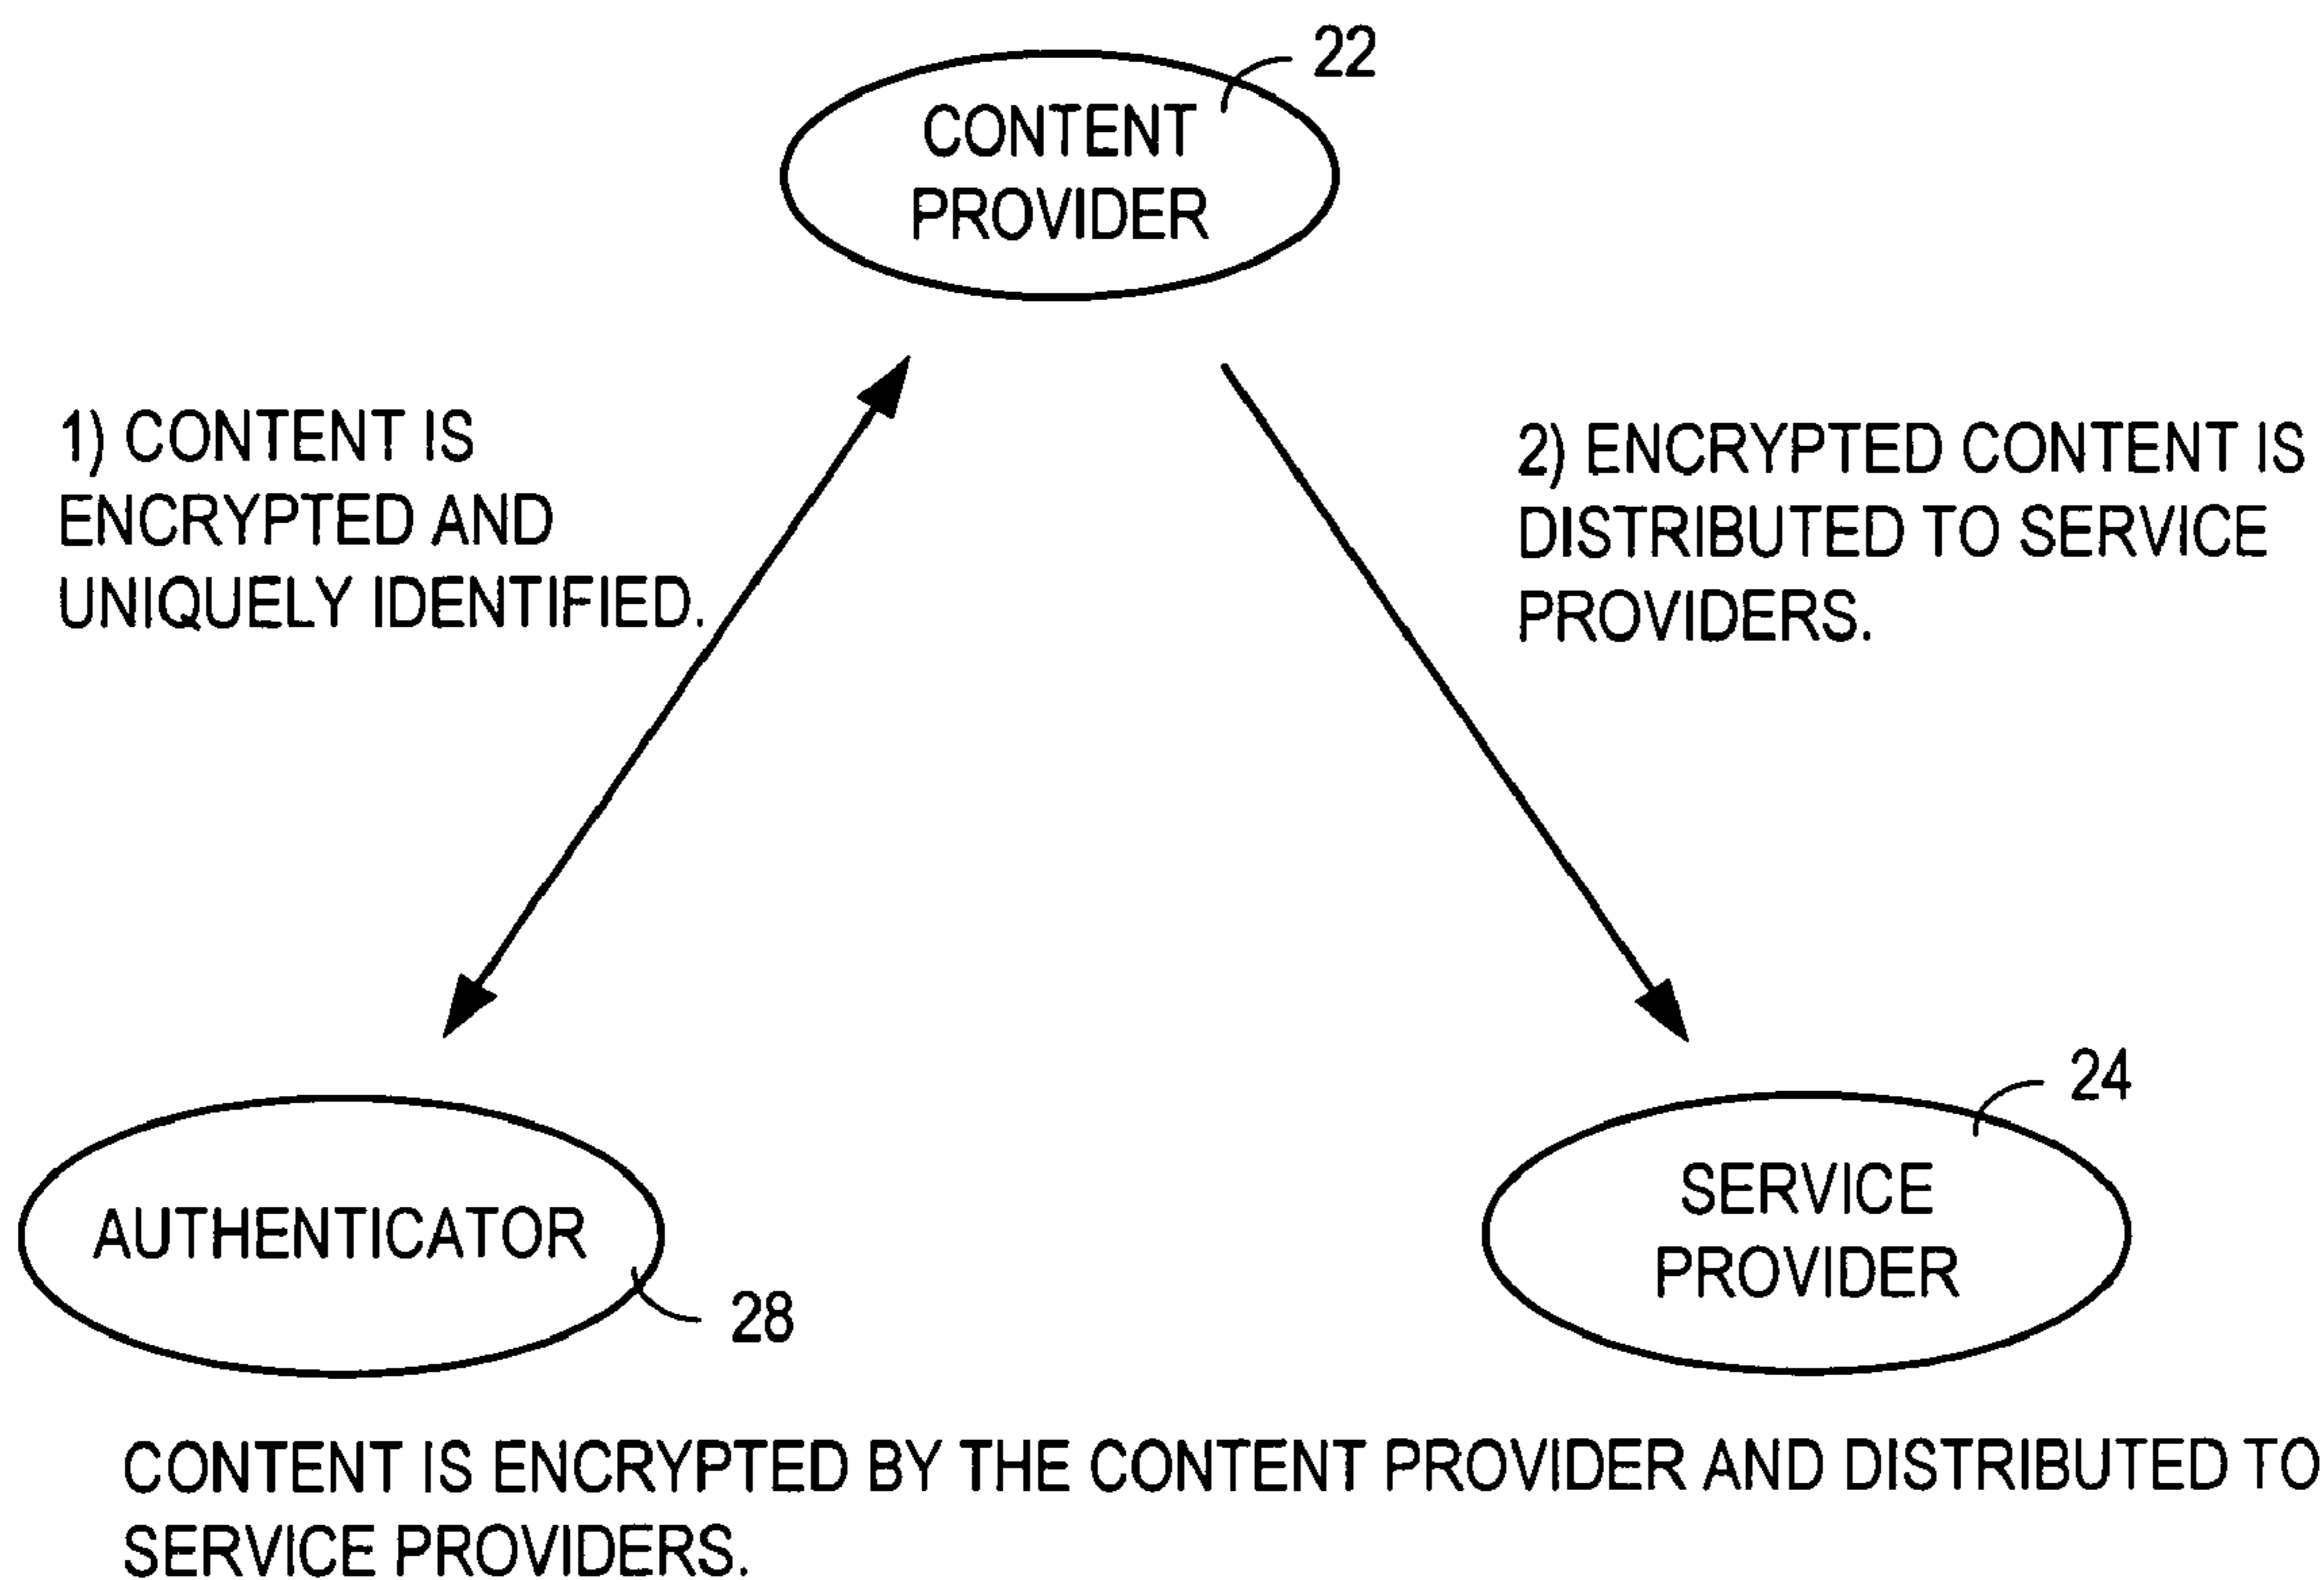 22
CONTENT
PROVIDER
1) CONTENT IS
ENCRYPTED AND
UNIQUELY IDENTIFIED.
2) ENCRYPTED CONTENT IS
DISTRIBUTED TO SERVICE
PROVIDERS.
24
SERVICE
PROVIDER
AUTHENTICATOR
28
CONTENT IS ENCRYPTED BY THE CONTENT PROVIDER AND DISTRIBUTED TO
SERVICE PROVIDERS.